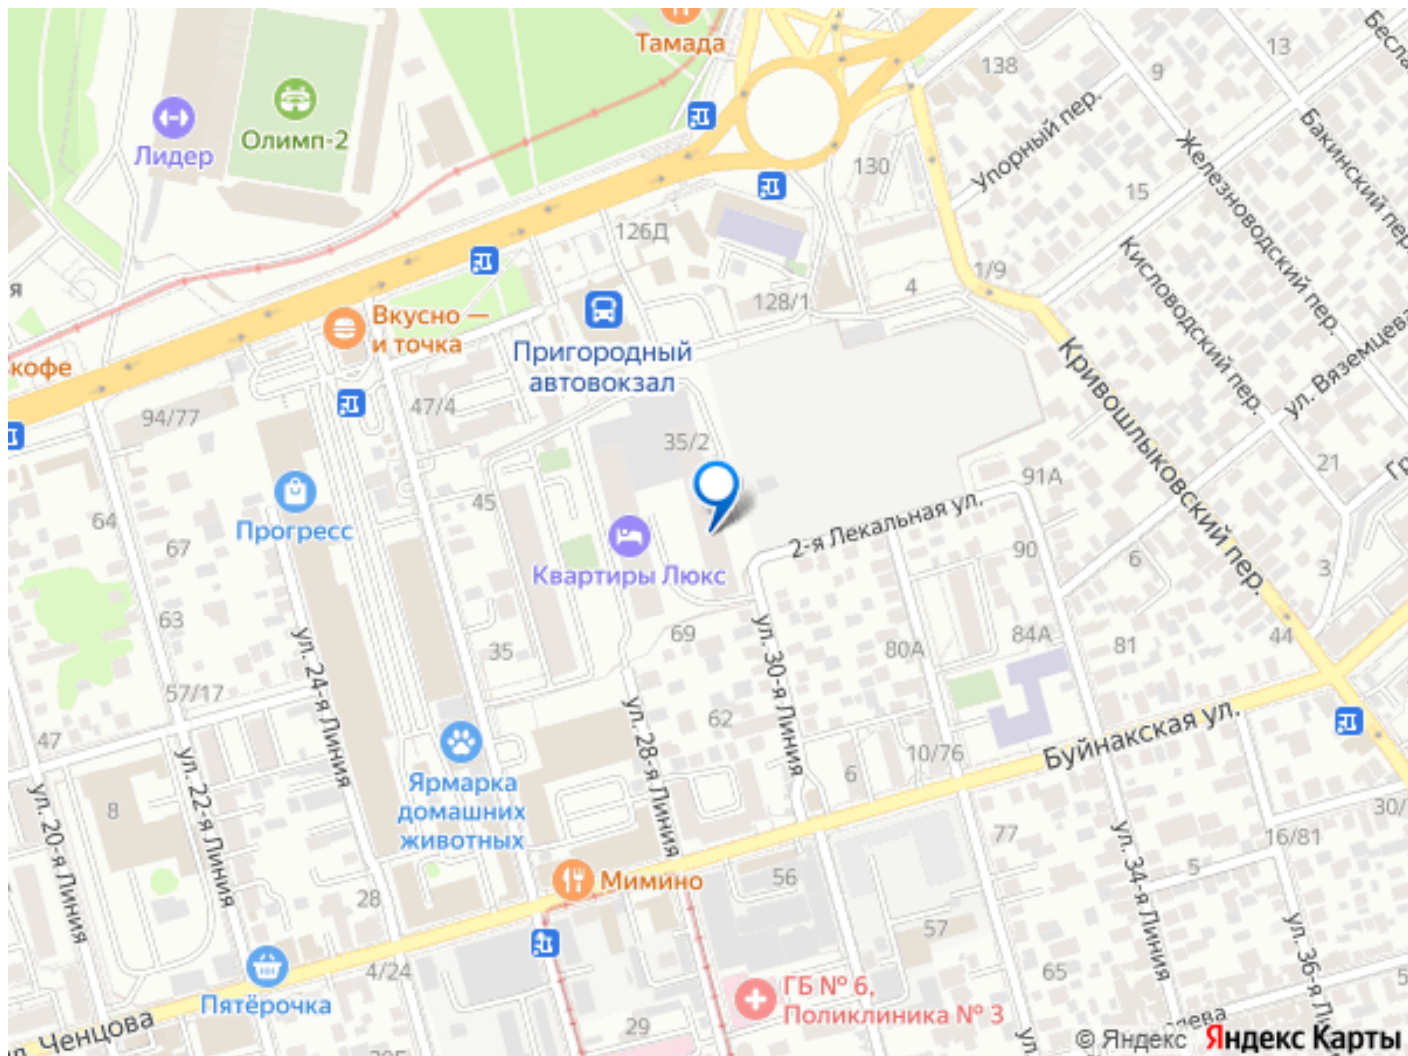 Тамада
Лидер
Олимп-2
138
9
13
130
15
Упорный пер.
Железноводский пер.
Бакинский пер.
Кисловодский пер.
ул. Вяземцева
126Д
4
1/9
128/1
Вкусно —
и точка
Пригородный
автовокзал
кофе
94/77
47/4
35/2
45
Кривошлыковский пер.
21
91А
64
67
Прогресс
Квартиры Люкс
2-я Лекальная ул.
90
6
3
63
35
69
80А
84А
81
44
57/17
47
62
10/76
6
Буйнакская ул.
ул. 24-я Линия
ул. 28-я Линия
ул. 30-я Линия
ул. 22-я Линия
ул. 20-я Линия
8
Ярмарка
домашних
животных
77
16/81
30/
5
ул. 34-я Линия
28
Мимино
56
57
65
4/24
Пятёрочка
ГБ № 6,
Поликлиника № 3
29
ул. Ченцова
© Яндекс
Яндекс Карты